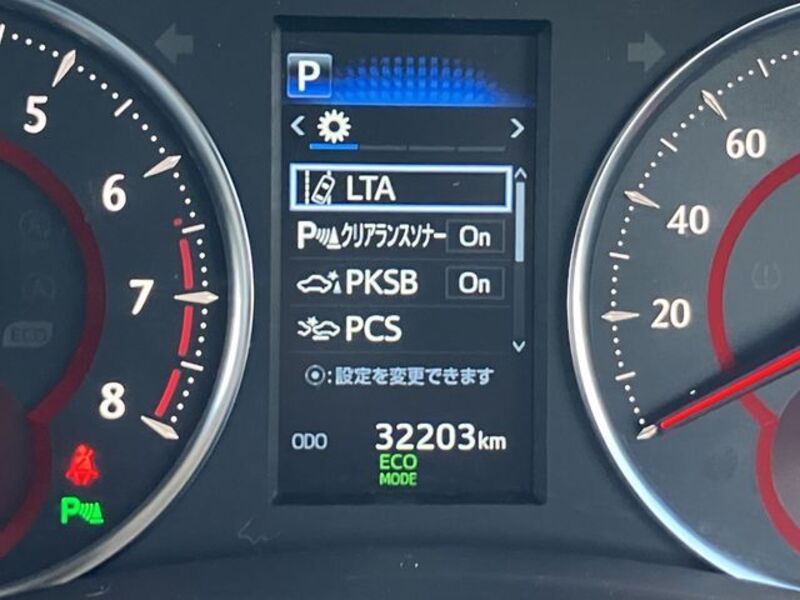 P
LTA
P クリアランスソナー On
PKSB On
PCS
:設定を変更できます
ODO 32203km
ECO
MODE
5
6
7
8
ECO
P
60
40
20